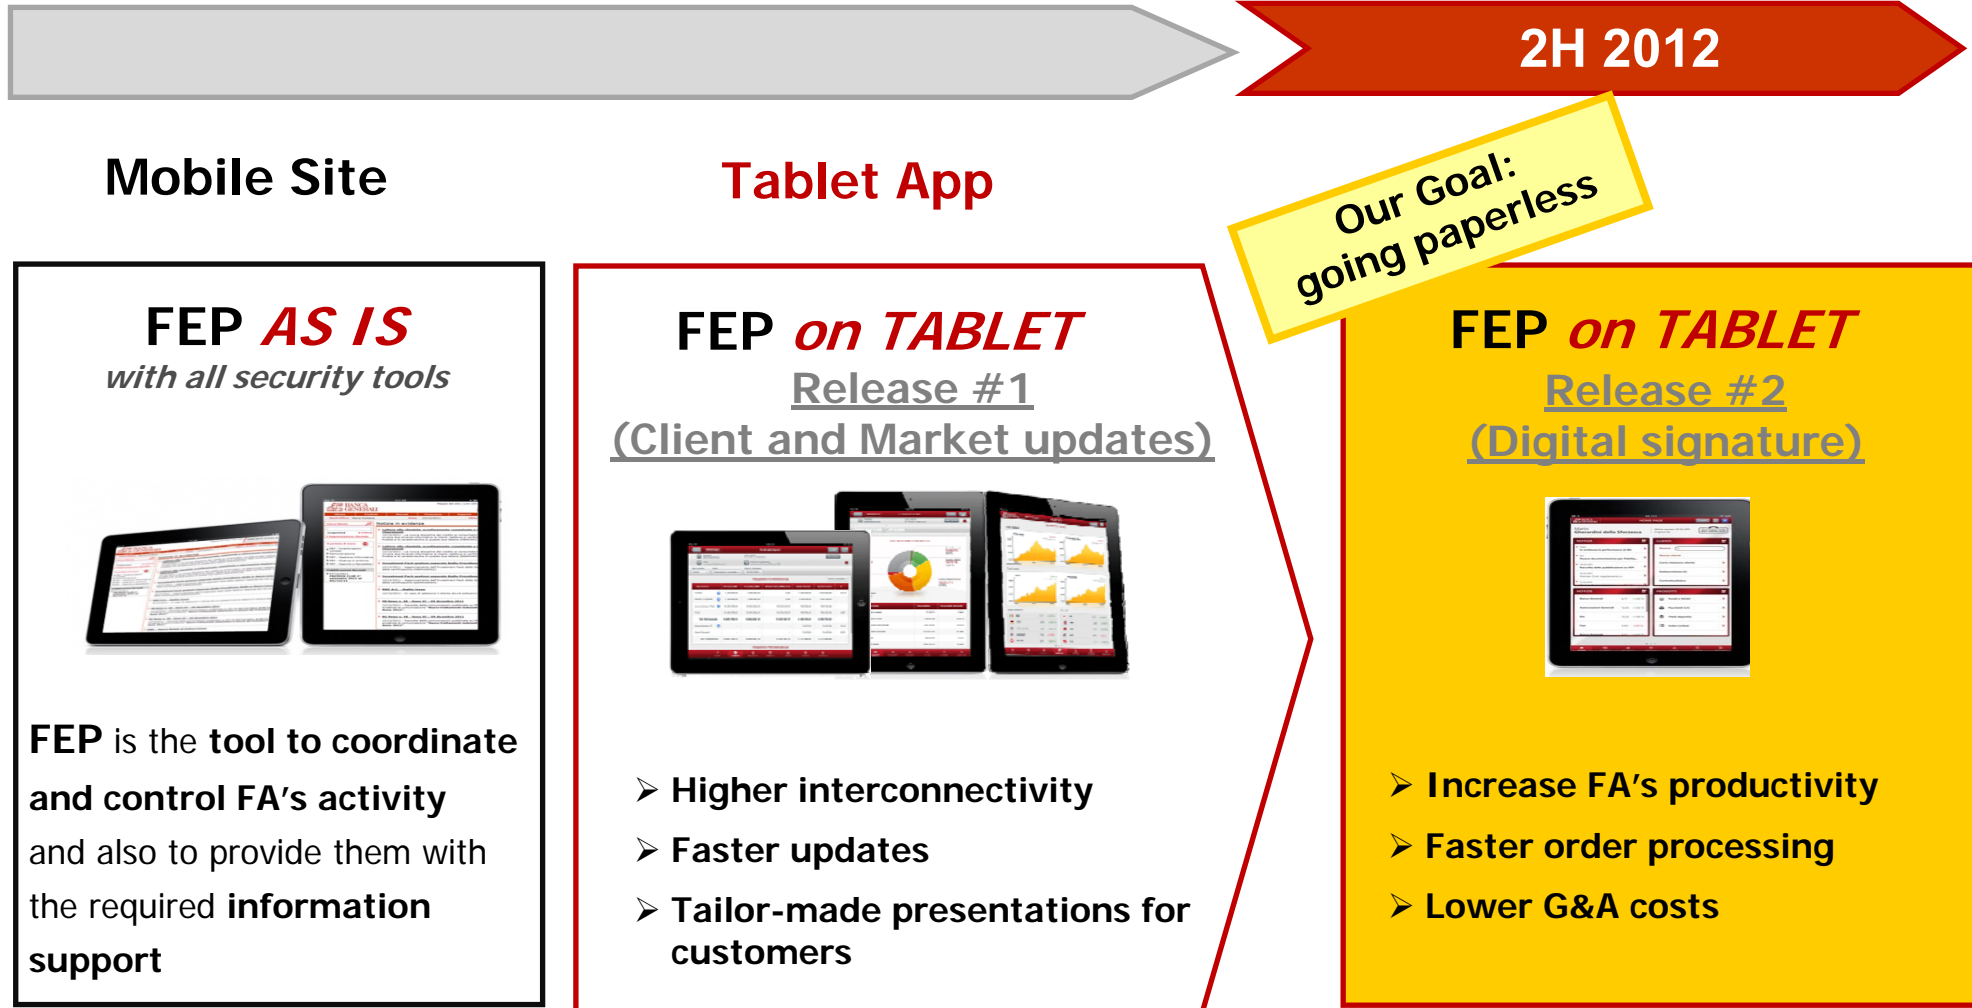 2H 2012
Mobile Site
Tablet App
Our Goal:
going paperless
FEP AS IS
with all security tools
BANCA
GENERALI
FEP is the tool to coordinate
and control FA's activity
and also to provide them with
the required information
support
FEP on TABLET
Release #1
(Client and Market updates)
➢ Higher interconnectivity
➢ Faster updates
➢ Tailor-made presentations for
customers
FEP on TABLET
Release #2
(Digital signature)
➢ Increase FA's productivity
➢ Faster order processing
➢ Lower G&A costs